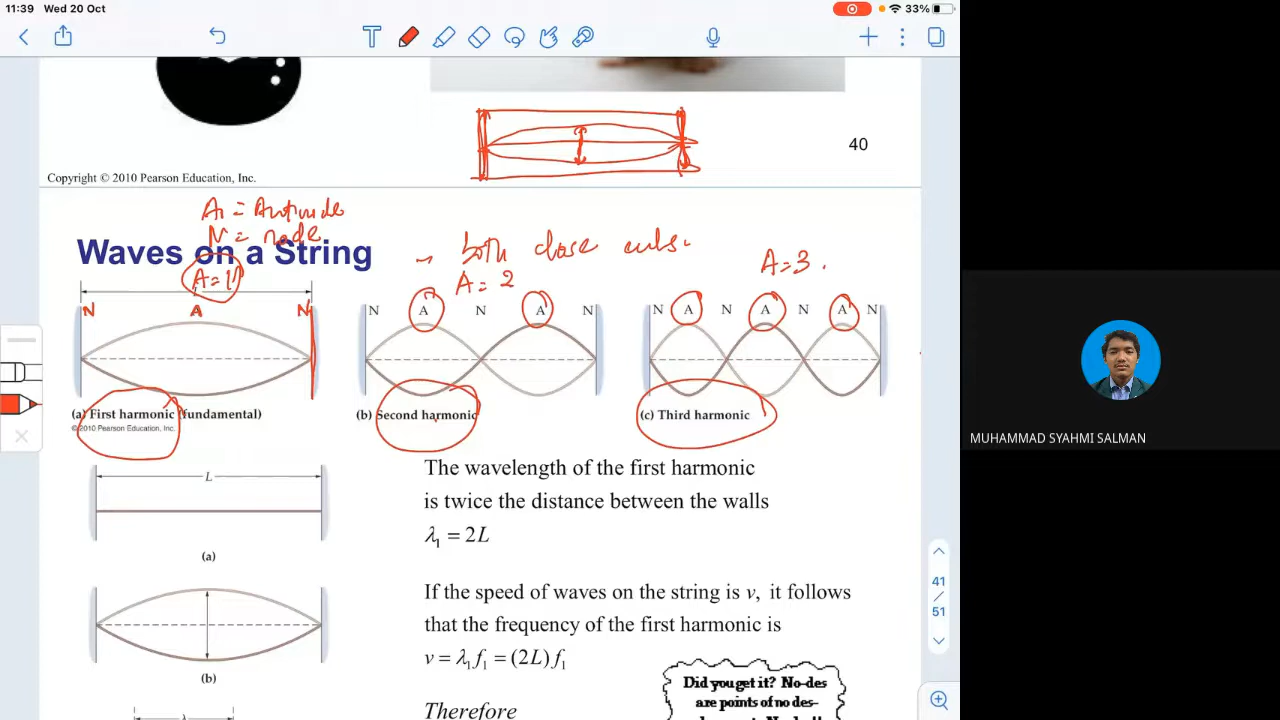 11:39 Wed 20 Oct
33%
T
40
Copyright © 2010 Pearson Education, Inc.
A = Antinode
N = node
Waves on a String
both close ends.
A = 1
A = 2
A = 3
N A N
N A N A N
N A N A N A N
(a) First harmonic (fundamental)
© 2010 Pearson Education, Inc.
(b) Second harmonic
(c) Third harmonic
L
(a)
(b)
λ
The wavelength of the first harmonic
is twice the distance between the walls
λ₁ = 2L
If the speed of waves on the string is v, it follows
that the frequency of the first harmonic is
v = λ₁f₁ = (2L)f₁
Therefore
Did you get it? No-des
are points of no des-
41
/
51
MUHAMMAD SYAHMI SALMAN